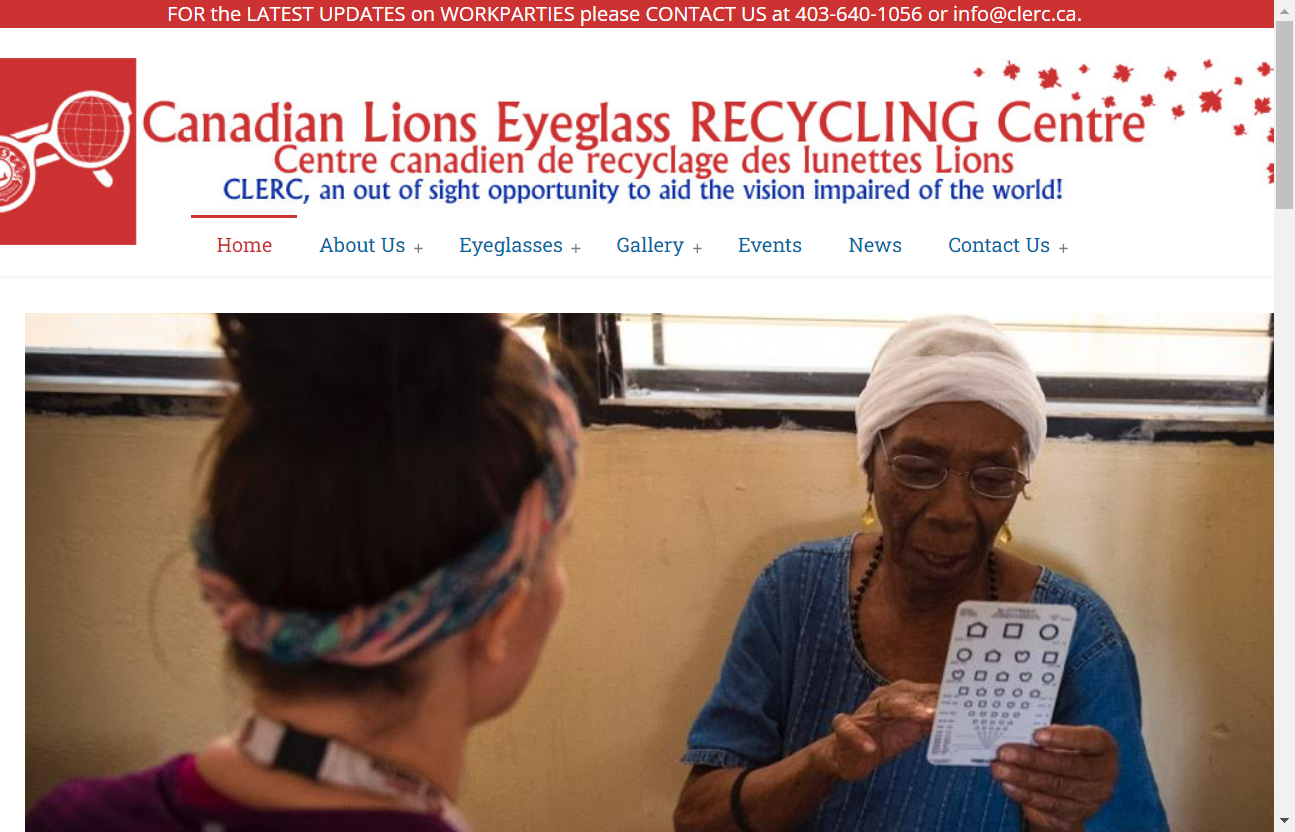 FOR the LATEST UPDATES on WORKPARTIES please CONTACT US at 403-640-1056 or info@clerc.ca.
Canadian Lions Eyeglass RECYCLING Centre
Centre canadien de recyclage des lunettes Lions
CLERC, an out of sight opportunity to aid the vision impaired of the world!
Home About Us + Eyeglasses + Gallery + Events News Contact Us +